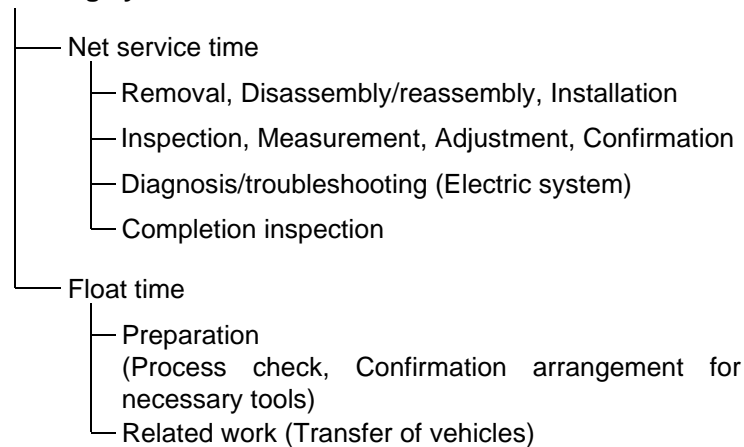 Net service time
Removal, Disassembly/reassembly, Installation
Inspection, Measurement, Adjustment, Confirmation
Diagnosis/troubleshooting (Electric system)
Completion inspection
Float time
Preparation
(Process check, Confirmation arrangement for
necessary tools)
Related work (Transfer of vehicles)